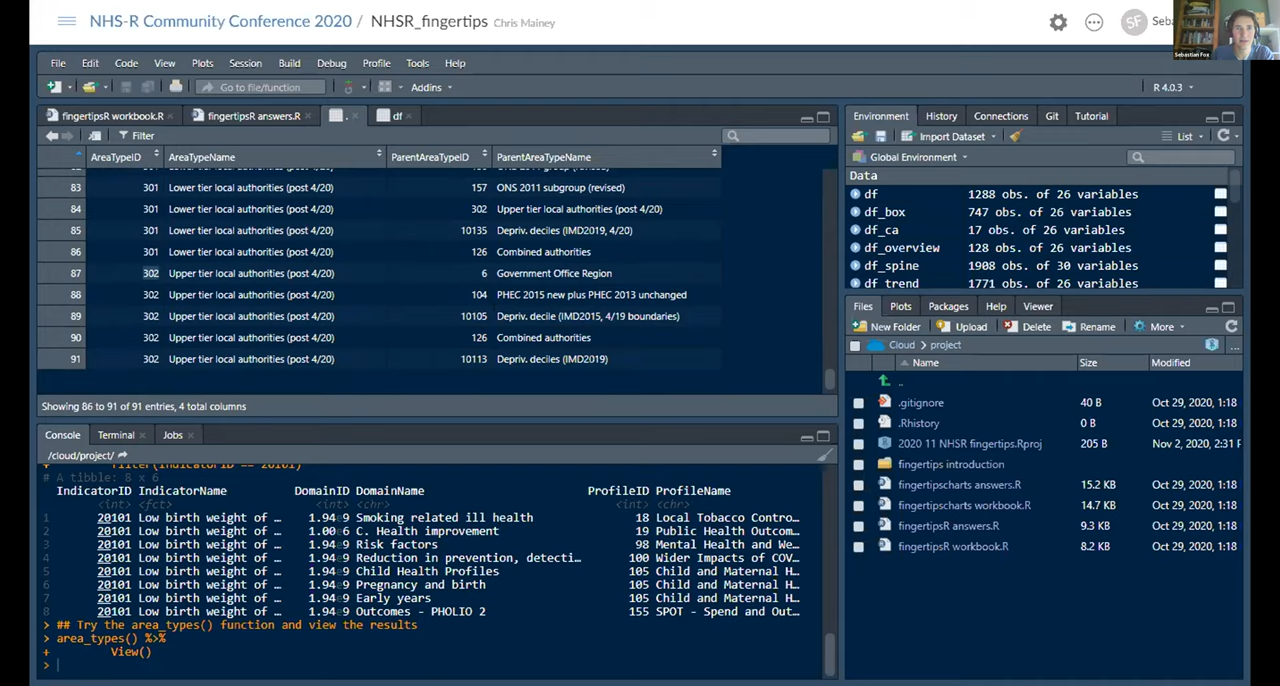 NHS-R Community Conference 2020 / NHSR_fingertips Chris Mainey
SF Seba
Sebastian Fox
File Edit Code View Plots Session Build Debug Profile Tools Help
Go to file/function Addins R 4.0.3
fingertipsR workbook.R fingertipsR answers.R . df
Filter
AreaTypeID AreaTypeName ParentAreaTypeID ParentAreaTypeName
83 301 Lower tier local authorities (post 4/20) 157 ONS 2011 subgroup (revised)
84 301 Lower tier local authorities (post 4/20) 302 Upper tier local authorities (post 4/20)
85 301 Lower tier local authorities (post 4/20) 10135 Depriv. deciles (IMD2019, 4/20)
86 301 Lower tier local authorities (post 4/20) 126 Combined authorities
87 302 Upper tier local authorities (post 4/20) 6 Government Office Region
88 302 Upper tier local authorities (post 4/20) 104 PHEC 2015 new plus PHEC 2013 unchanged
89 302 Upper tier local authorities (post 4/20) 10105 Depriv. decile (IMD2015, 4/19 boundaries)
90 302 Upper tier local authorities (post 4/20) 126 Combined authorities
91 302 Upper tier local authorities (post 4/20) 10113 Depriv. deciles (IMD2019)
Showing 86 to 91 of 91 entries, 4 total columns
Console Terminal Jobs
/cloud/project/
+ filter(IndicatorID == 20101)
# A tibble: 8 x 6
IndicatorID IndicatorName DomainID DomainName ProfileID ProfileName
<int> <fct> <int> <chr> <int> <chr>
1 20101 Low birth weight of … 1.94e9 Smoking related ill health 18 Local Tobacco Contro…
2 20101 Low birth weight of … 1.00e6 C. Health improvement 19 Public Health Outcom…
3 20101 Low birth weight of … 1.94e9 Risk factors 98 Mental Health and We…
4 20101 Low birth weight of … 1.94e9 Reduction in prevention, detecti… 100 Wider Impacts of COV…
5 20101 Low birth weight of … 1.94e9 Child Health Profiles 105 Child and Maternal H…
6 20101 Low birth weight of … 1.94e9 Pregnancy and birth 105 Child and Maternal H…
7 20101 Low birth weight of … 1.94e9 Early years 105 Child and Maternal H…
8 20101 Low birth weight of … 1.94e9 Outcomes - PHOLIO 2 155 SPOT - Spend and Out…
> ## Try the area_types() function and view the results
> area_types() %>%
+ View()
>
Environment History Connections Git Tutorial
Import Dataset List
Global Environment
Data
df 1288 obs. of 26 variables
df_box 747 obs. of 26 variables
df_ca 17 obs. of 26 variables
df_overview 128 obs. of 26 variables
df_spine 1908 obs. of 30 variables
df_trend 1771 obs. of 26 variables
Files Plots Packages Help Viewer
New Folder Upload Delete Rename More
Cloud > project ...
Name Size Modified
..
.gitignore 40 B Oct 29, 2020, 1:18
.Rhistory 0 B Oct 29, 2020, 1:18
2020 11 NHSR fingertips.Rproj 205 B Nov 2, 2020, 2:31 P
fingertips introduction
fingertipscharts answers.R 15.2 KB Oct 29, 2020, 1:18
fingertipscharts workbook.R 14.7 KB Oct 29, 2020, 1:18
fingertipsR answers.R 9.3 KB Oct 29, 2020, 1:18
fingertipsR workbook.R 8.2 KB Oct 29, 2020, 1:18